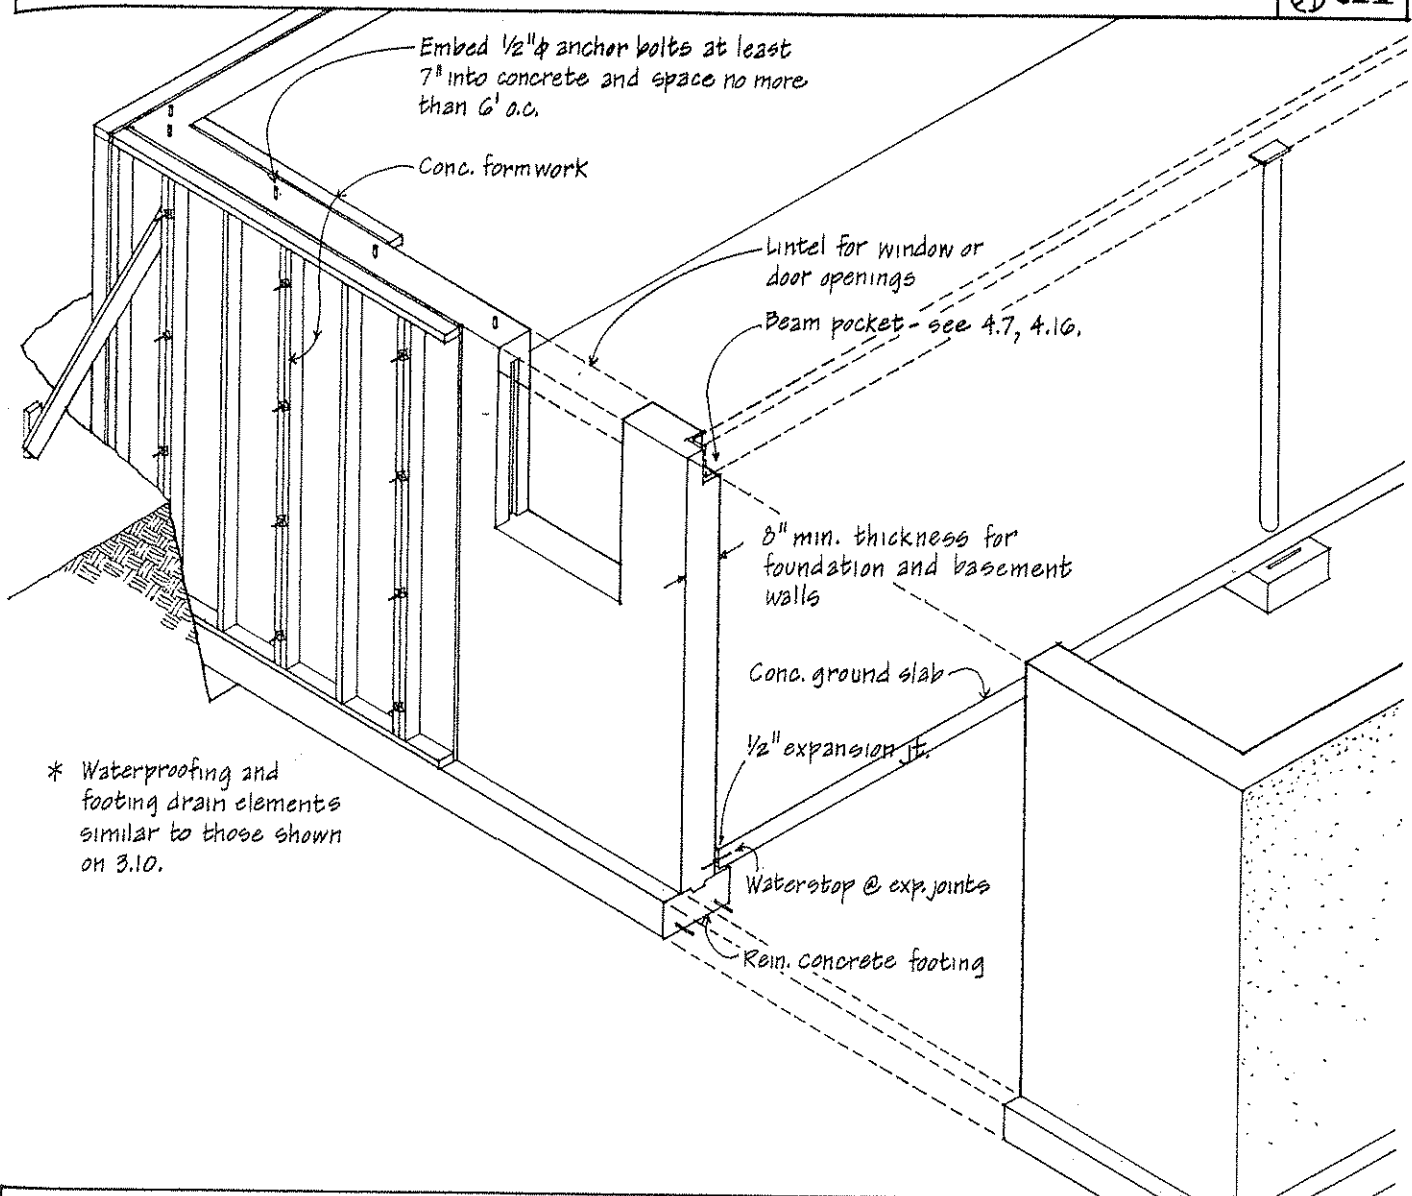 Embed 1/2"φ anchor bolts at least
7" into concrete and space no more
than 6' o.c.
Conc. formwork
Lintel for window or
door openings
Beam pocket - see 4.7, 4.16.
8" min. thickness for
foundation and basement
walls
Conc. ground slab
1/2" expansion jt.
* Waterproofing and
footing drain elements
similar to those shown
on 3.10.
Waterstop @ exp. joints
Rein. concrete footing